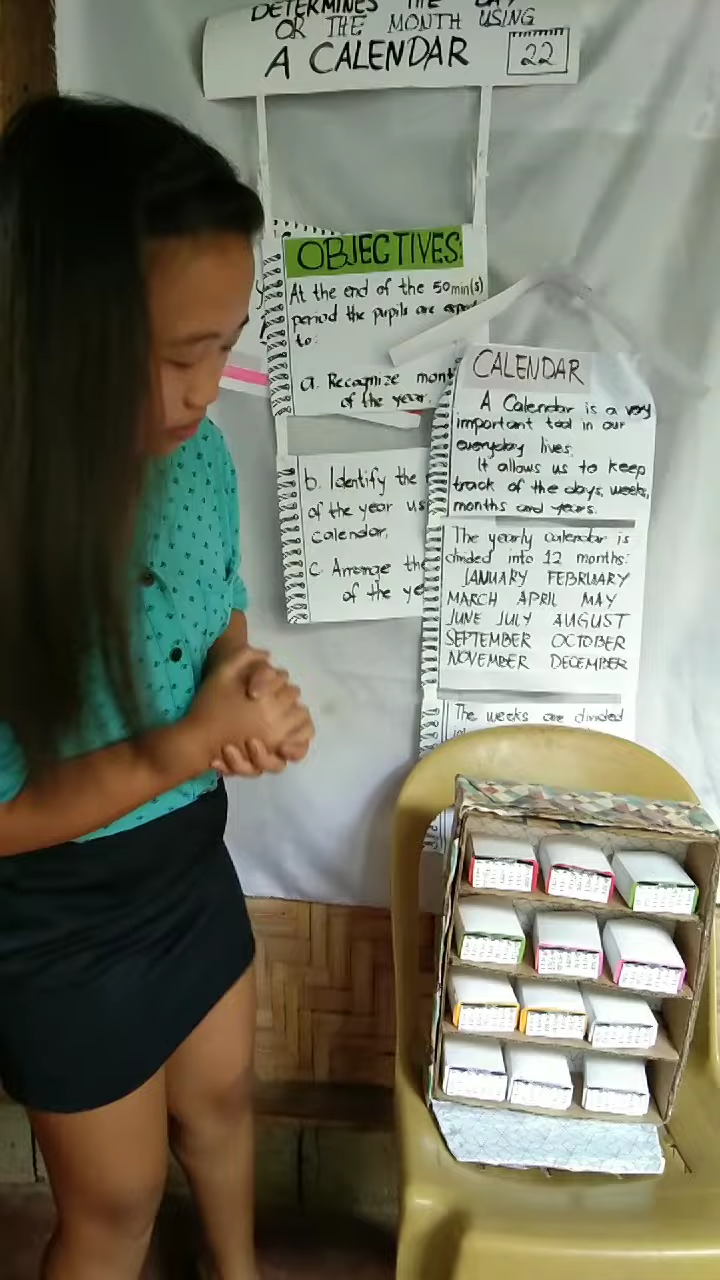 DETERMINES THE DAY
OR THE MONTH USING
A CALENDAR
22
OBJECTIVES:
At the end of the 50min(s)
period the pupils are
to:
a. Recognize
of the year.
b. Identify the
of the year
calendar.
c. Arrange the
of the
CALENDAR
A Calendar is a very
important tool in our
everyday lives.
It allows us to keep
track of the days, weeks,
months and years.
The yearly calendar is
divided into 12 months:
JANUARY FEBRUARY
MARCH APRIL MAY
JUNE JULY AUGUST
SEPTEMBER OCTOBER
NOVEMBER DECEMBER
The weeks are divided